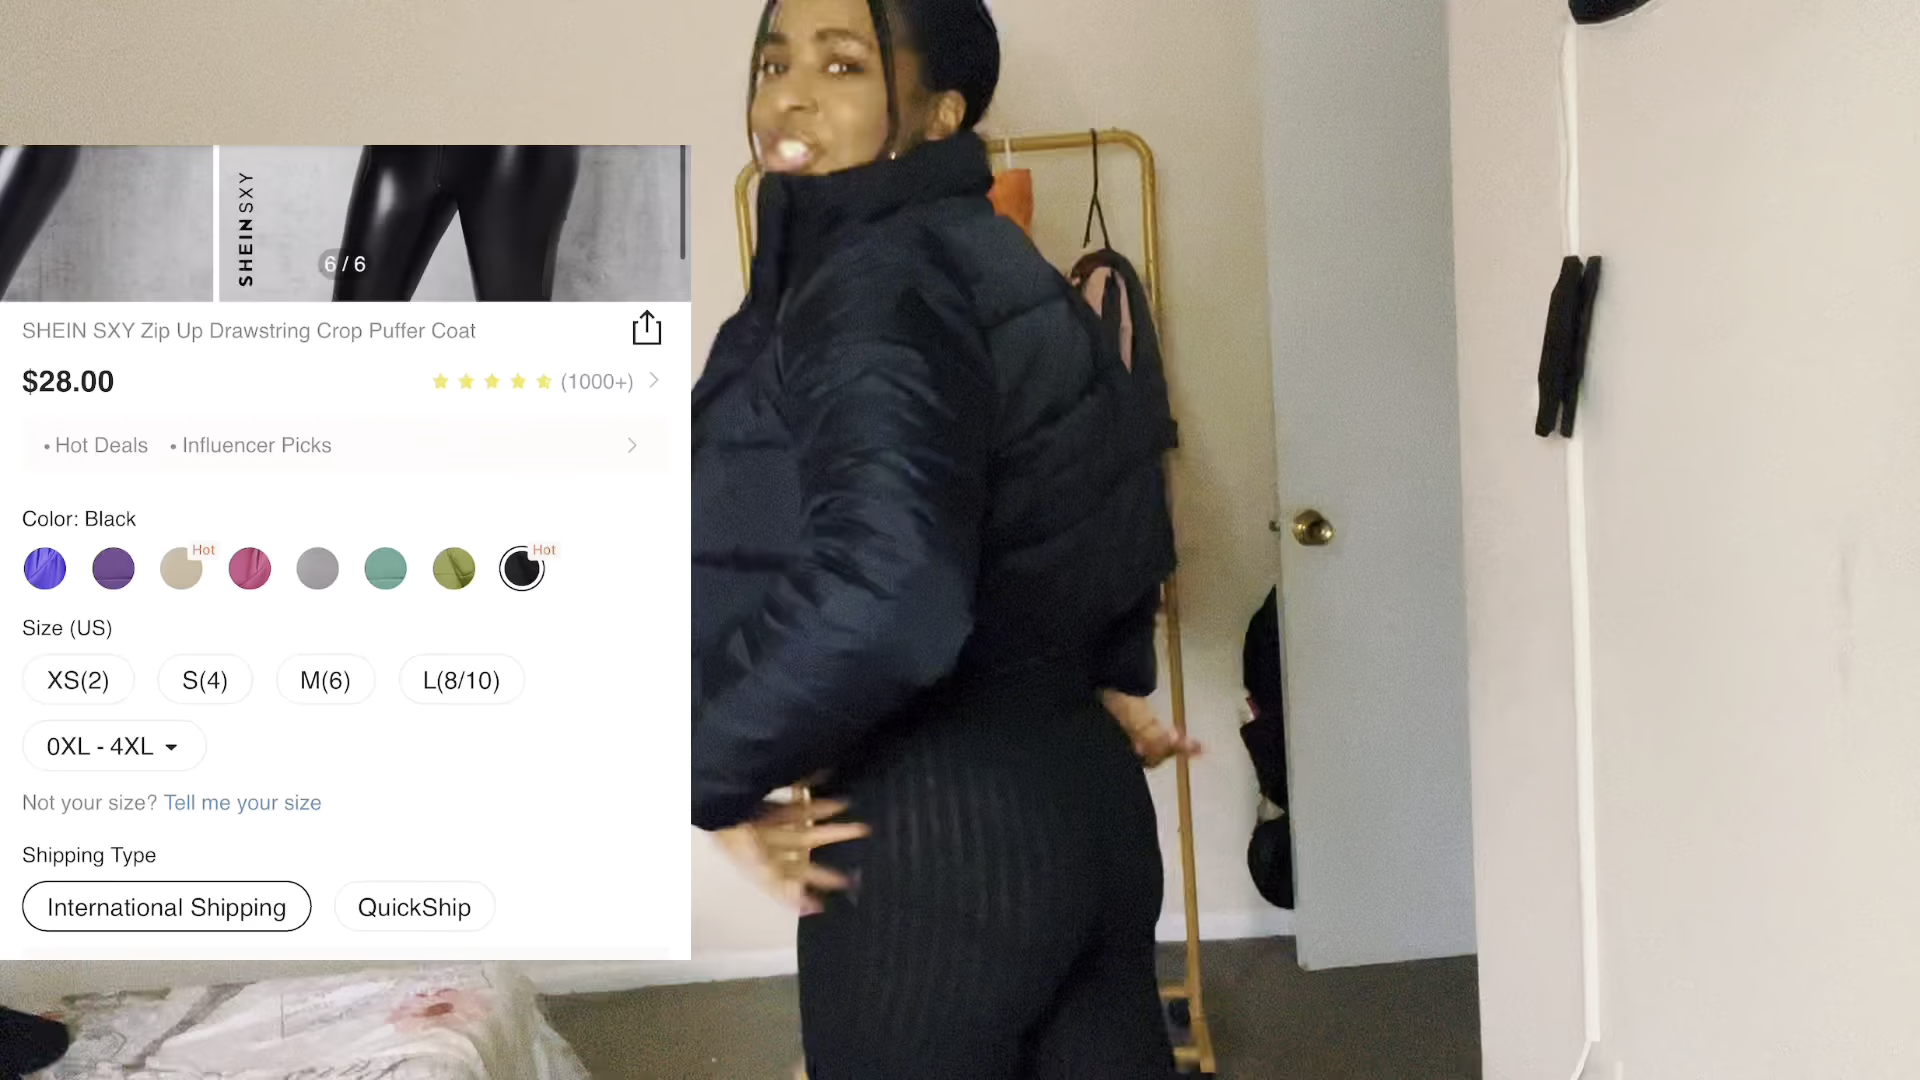 SHEINSXY
6 / 6
SHEIN SXY Zip Up Drawstring Crop Puffer Coat
$28.00
(1000+)
• Hot Deals • Influencer Picks
Color: Black
Hot
Hot
Size (US)
XS(2) S(4) M(6) L(8/10)
0XL - 4XL
Not your size? Tell me your size
Shipping Type
International Shipping QuickShip